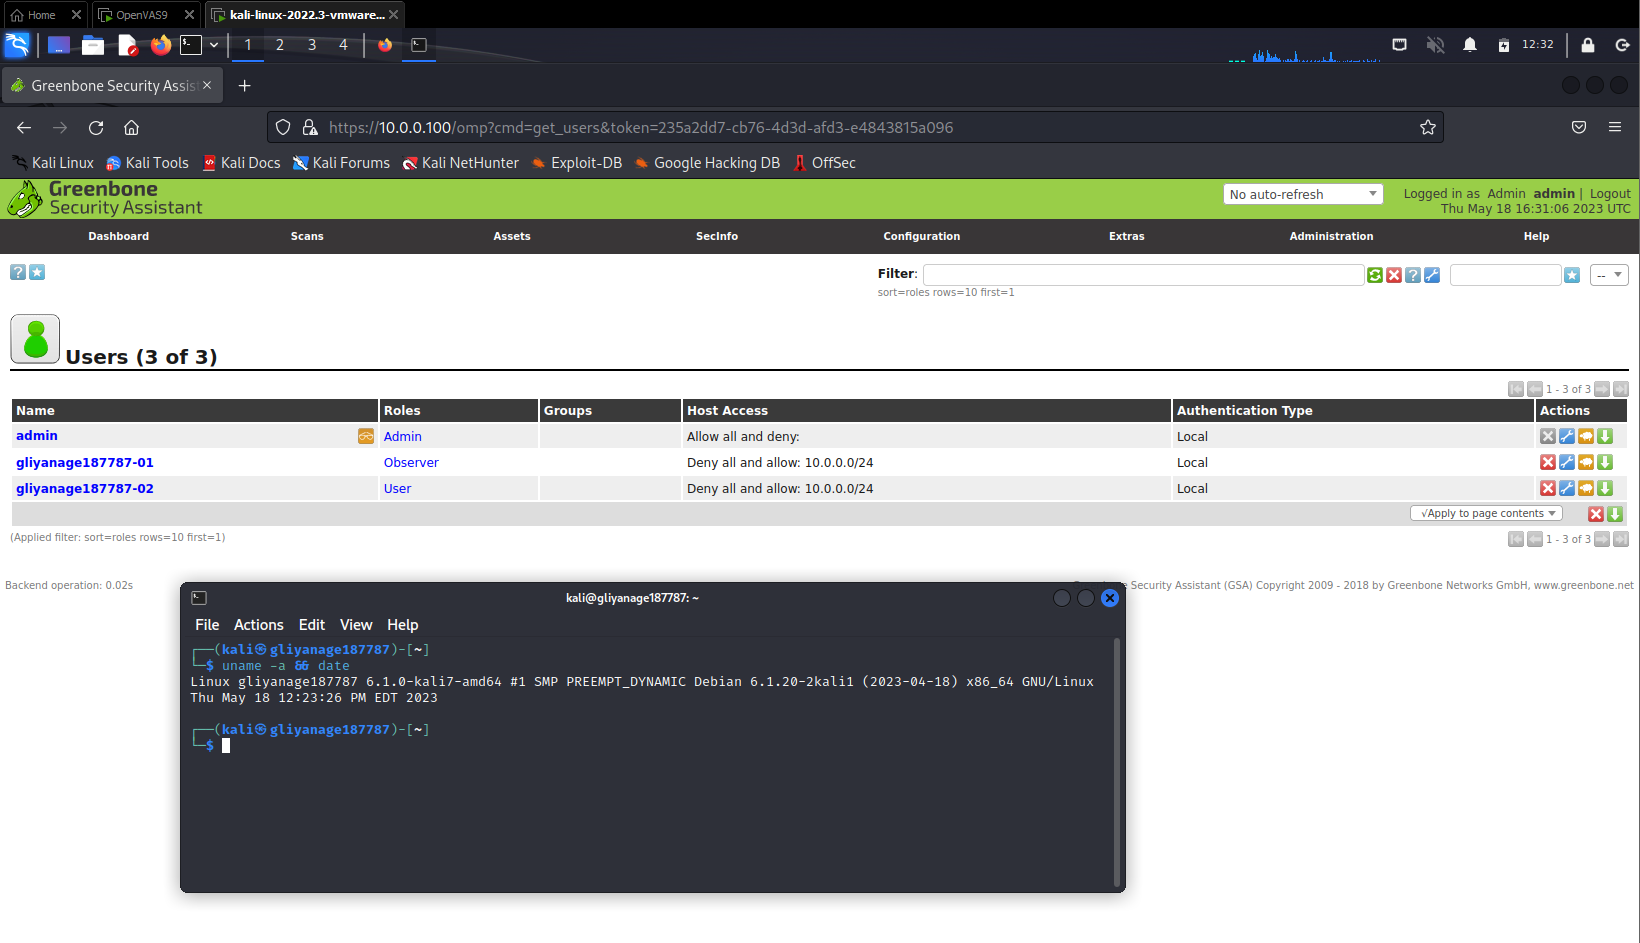 Home
OpenVAS9
kali-linux-2022.3-vmware...
1 2 3 4
12:32
Greenbone Security Assis
https://10.0.0.100/omp?cmd=get_users&token=235a2dd7-cb76-4d3d-afd3-e4843815a096
Kali Linux Kali Tools Kali Docs Kali Forums Kali NetHunter Exploit-DB Google Hacking DB OffSec
Greenbone
Security Assistant
No auto-refresh
Logged in as Admin admin | Logout
Thu May 18 16:31:06 2023 UTC
Dashboard Scans Assets SecInfo Configuration Extras Administration Help
Filter:
--
sort=roles rows=10 first=1
Users (3 of 3)
1 - 3 of 3
Name Roles Groups Host Access Authentication Type Actions
admin Admin Allow all and deny: Local
gliyanage187787-01 Observer Deny all and allow: 10.0.0.0/24 Local
gliyanage187787-02 User Deny all and allow: 10.0.0.0/24 Local
√Apply to page contents
(Applied filter: sort=roles rows=10 first=1)
1 - 3 of 3
Backend operation: 0.02s
Security Assistant (GSA) Copyright 2009 - 2018 by Greenbone Networks GmbH, www.greenbone.net
kali@gliyanage187787: ~
File Actions Edit View Help
┌──(kali㉿gliyanage187787)-[~]
└─$ uname -a && date
Linux gliyanage187787 6.1.0-kali7-amd64 #1 SMP PREEMPT_DYNAMIC Debian 6.1.20-2kali1 (2023-04-18) x86_64 GNU/Linux
Thu May 18 12:23:26 PM EDT 2023
┌──(kali㉿gliyanage187787)-[~]
└─$